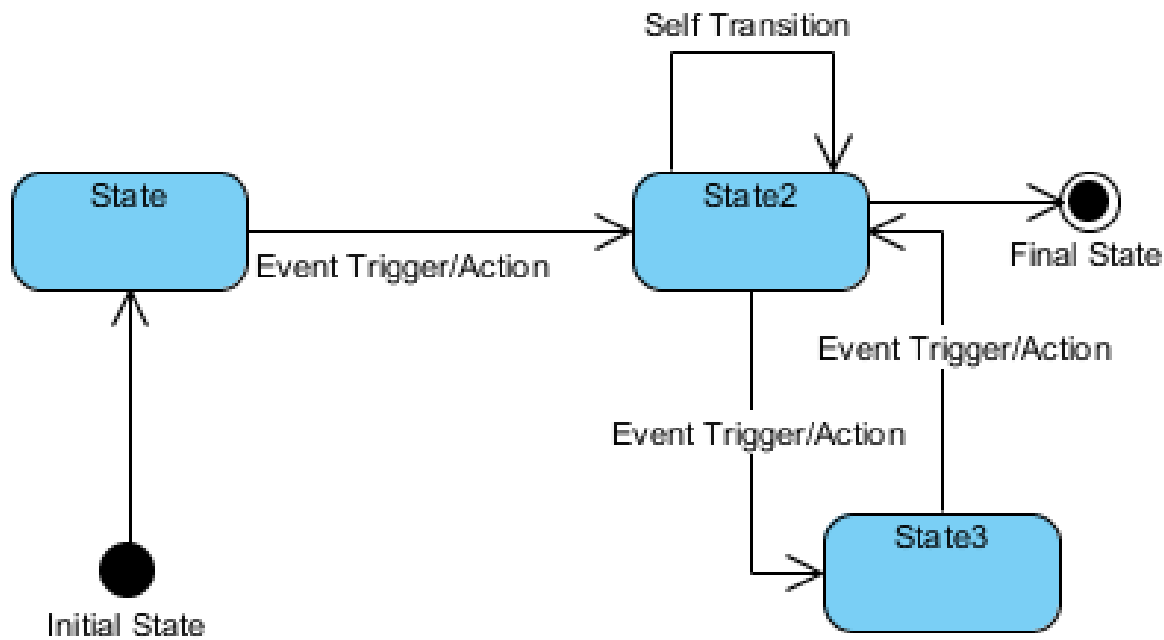 Self Transition
State
State2
Event Trigger/Action
Final State
Event Trigger/Action
Event Trigger/Action
State3
Initial State